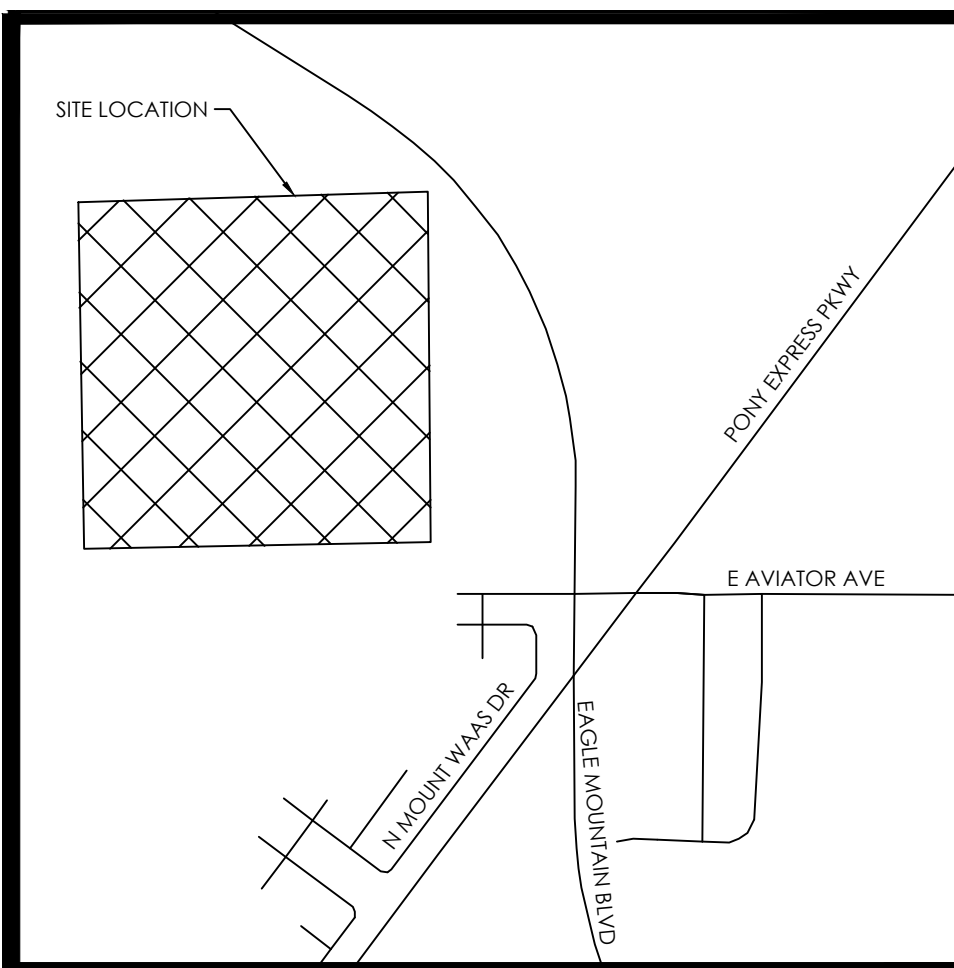 SITE LOCATION
PONY EXPRESS PKWY
E AVIATOR AVE
N MOUNT WAAS DR
EAGLE MOUNTAIN BLVD